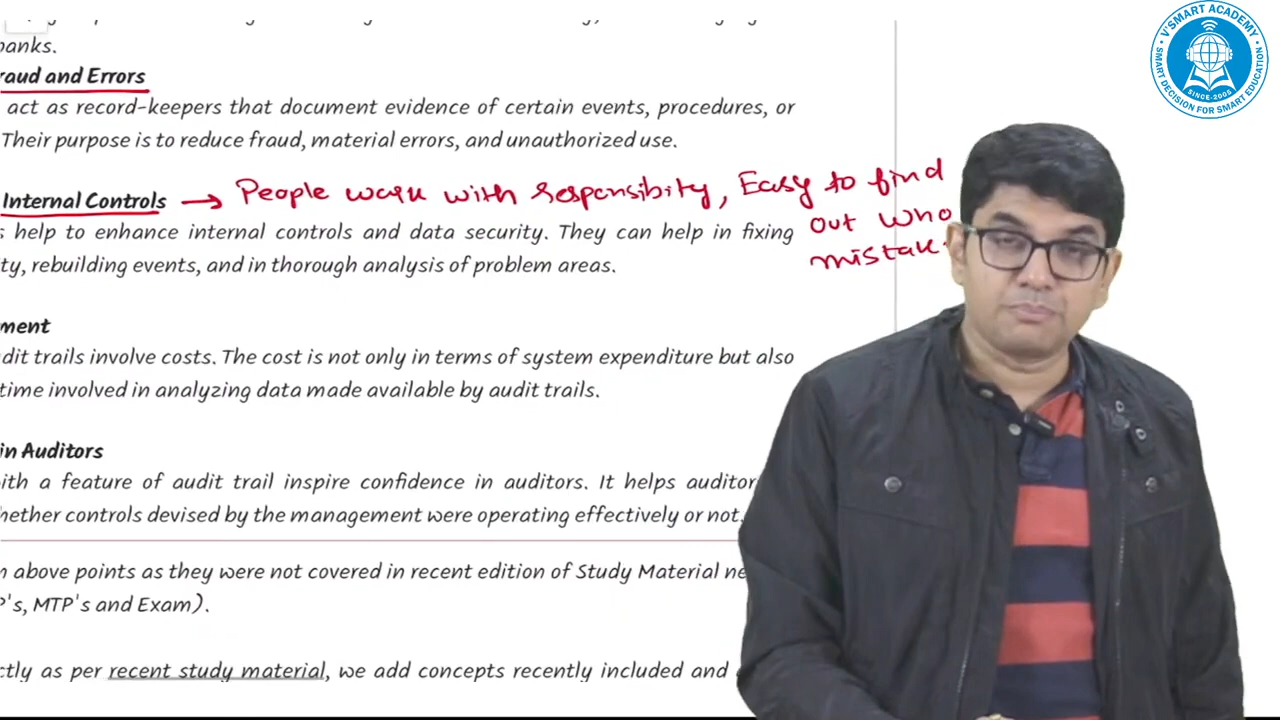 banks.
raud and Errors
act as record-keepers that document evidence of certain events, procedures, or
Their purpose is to reduce fraud, material errors, and unauthorized use.
Internal Controls → People work with responsibity, Easy to find
out who
mistak
s help to enhance internal controls and data security. They can help in fixing
ty, rebuilding events, and in thorough analysis of problem areas.
ment
dit trails involve costs. The cost is not only in terms of system expenditure but also
time involved in analyzing data made available by audit trails.
in Auditors
ith a feature of audit trail inspire confidence in auditors. It helps auditor
hether controls devised by the management were operating effectively or not.
n above points as they were not covered in recent edition of Study Material ne
P's, MTP's and Exam).
ctly as per recent study material, we add concepts recently included and
V'SMART ACADEMY
SINCE-2005
SMART DECISION FOR SMART EDUCATION